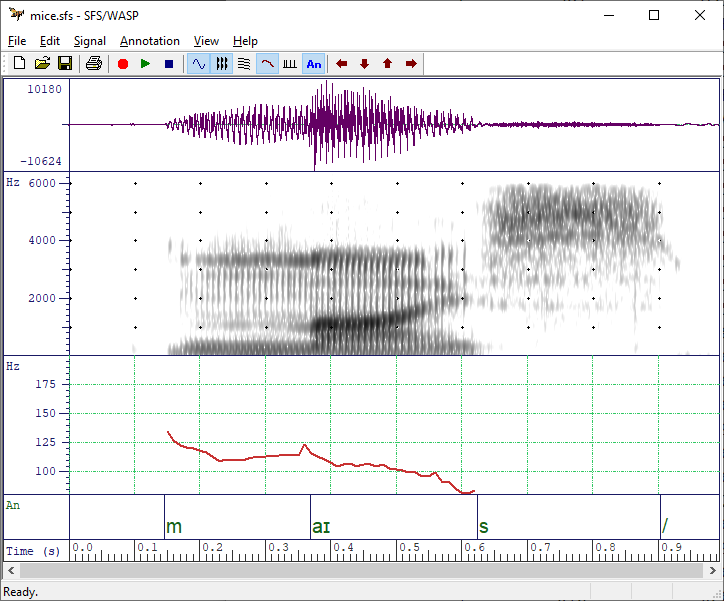 mice.sfs - SFS/WASP
File Edit Signal Annotation View Help
An
10180
-10624
Hz 6000
4000
2000
Hz
175
150
125
100
An
m aɪ s /
Time (s) 0.0 0.1 0.2 0.3 0.4 0.5 0.6 0.7 0.8 0.9
Ready.